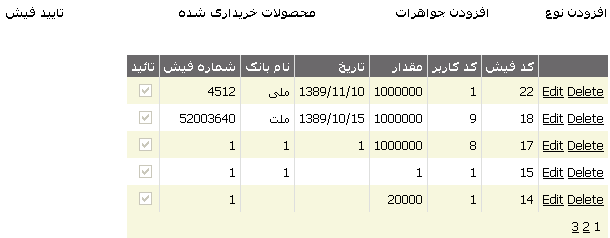 افزودن نوع افزودن جواهرات محصولات خریداری شده تایید فیش
کد فیش کد کاربر مقدار تاریخ نام بانک شماره فیش تائید
Edit Delete 22 1 1000000 1389/11/10 ملی 4512
Edit Delete 18 9 1000000 1389/10/15 ملت 52003640
Edit Delete 17 8 1000000 1 1 1
Edit Delete 15 1 1 1 1
Edit Delete 14 1 20000 1
1 2 3